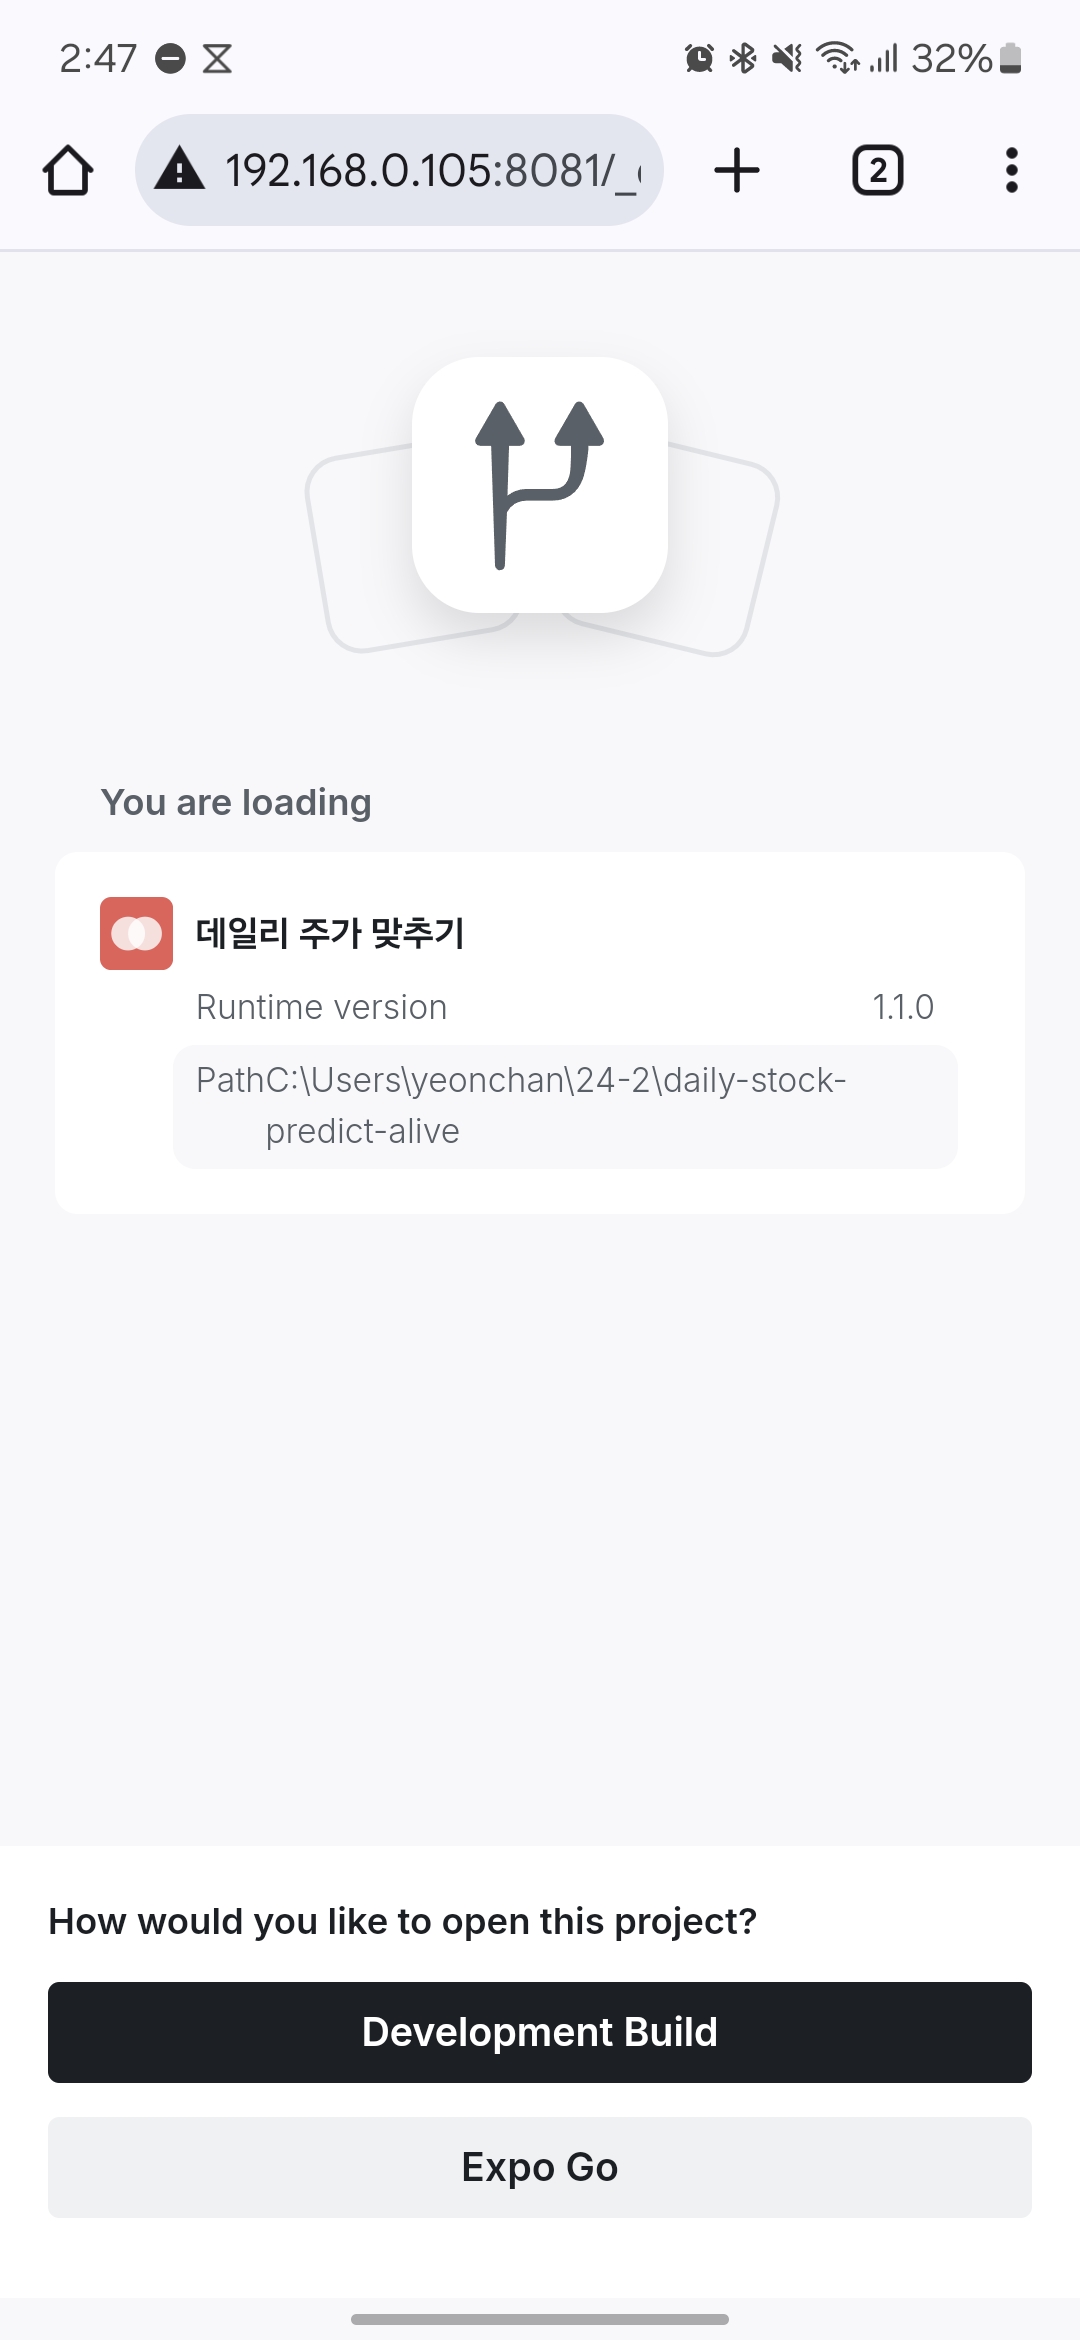 2:47
32%
192.168.0.105:8081/_
2
You are loading
데일리 주가 맞추기
Runtime version 1.1.0
PathC:\Users\yeonchan\24-2\daily-stock-
predict-alive
How would you like to open this project?
Development Build
Expo Go